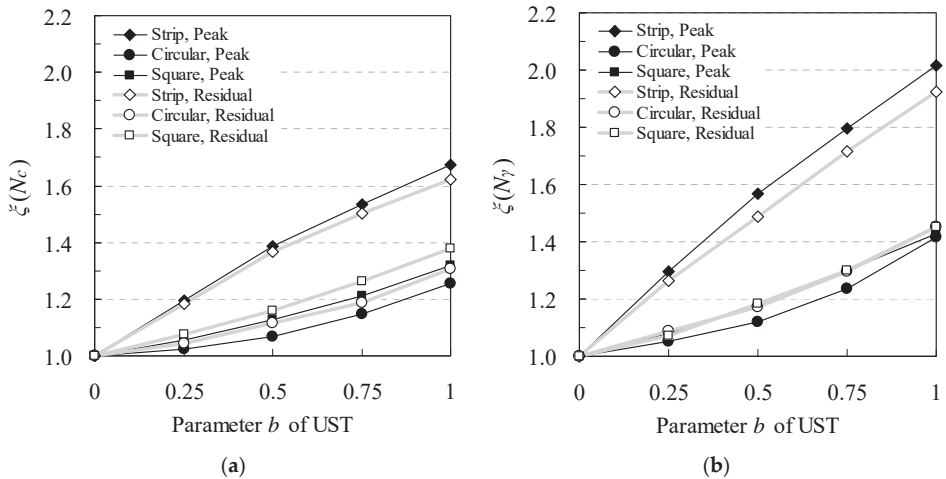 2.2
2.0
1.8
1.6
1.4
1.2
1.0
ξ (Nc)
Strip, Peak
Circular, Peak
Square, Peak
Strip, Residual
Circular, Residual
Square, Residual
0 0.25 0.5 0.75 1
Parameter b of UST
(a)
2.2
2.0
1.8
1.6
1.4
1.2
1.0
ξ (Nγ)
Strip, Peak
Circular, Peak
Square, Peak
Strip, Residual
Circular, Residual
Square, Residual
0 0.25 0.5 0.75 1
Parameter b of UST
(b)